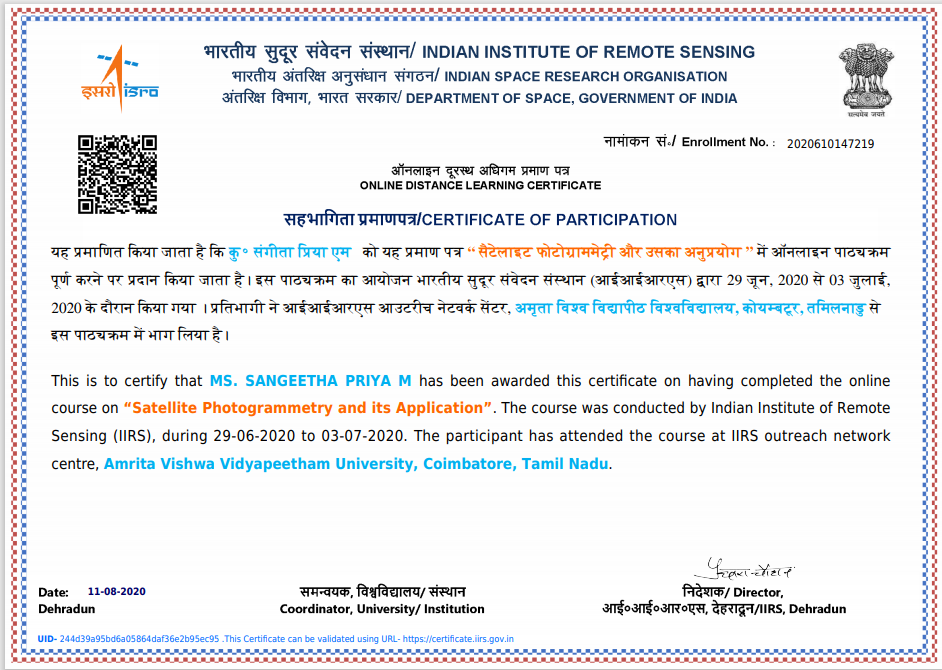 भारतीय सुदूर संवेदन संस्थान/ INDIAN INSTITUTE OF REMOTE SENSING
भारतीय अंतरिक्ष अनुसंधान संगठन/ INDIAN SPACE RESEARCH ORGANISATION
अंतरिक्ष विभाग, भारत सरकार/ DEPARTMENT OF SPACE, GOVERNMENT OF INDIA
इसरो isro
सत्यमेव जयते
नामांकन सं॰/ Enrollment No. : 2020610147219
ऑनलाइन दूरस्थ अधिगम प्रमाण पत्र
ONLINE DISTANCE LEARNING CERTIFICATE
सहभागिता प्रमाणपत्र/CERTIFICATE OF PARTICIPATION
यह प्रमाणित किया जाता है कि कु॰ संगीता प्रिया एम को यह प्रमाण पत्र “ सैटेलाइट फोटोग्राममेट्री और उसका अनुप्रयोग ” में ऑनलाइन पाठ्यक्रम
पूर्ण करने पर प्रदान किया जाता है। इस पाठ्यक्रम का आयोजन भारतीय सुदूर संवेदन संस्थान (आईआईआरएस) द्वारा 29 जून, 2020 से 03 जुलाई,
2020 के दौरान किया गया । प्रतिभागी ने आईआईआरएस आउटरीच नेटवर्क सेंटर, अमृता विश्व विद्यापीठ विश्वविद्यालय, कोयम्बटूर, तमिलनाडु से
इस पाठ्यक्रम में भाग लिया है।
This is to certify that MS. SANGEETHA PRIYA M has been awarded this certificate on having completed the online
course on “Satellite Photogrammetry and its Application”. The course was conducted by Indian Institute of Remote
Sensing (IIRS), during 29-06-2020 to 03-07-2020. The participant has attended the course at IIRS outreach network
centre, Amrita Vishwa Vidyapeetham University, Coimbatore, Tamil Nadu.
Date: 11-08-2020
Dehradun
समन्वयक, विश्वविद्यालय/ संस्थान
Coordinator, University/ Institution
निदेशक/ Director,
आई०आई०आर०एस, देहरादून/IIRS, Dehradun
UID- 244d39a95bd6a05864daf36e2b95ec95 .This Certificate can be validated using URL- https://certificate.iirs.gov.in